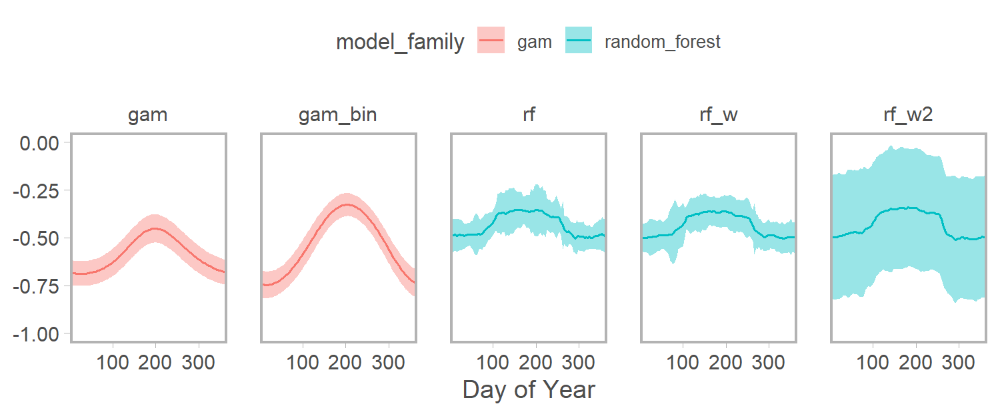 model_family gam random_forest
gam gam_bin rf rf_w rf_w2
0.00
-0.25
-0.50
-0.75
-1.00
100 200 300 100 200 300 100 200 300 100 200 300 100 200 300
Day of Year